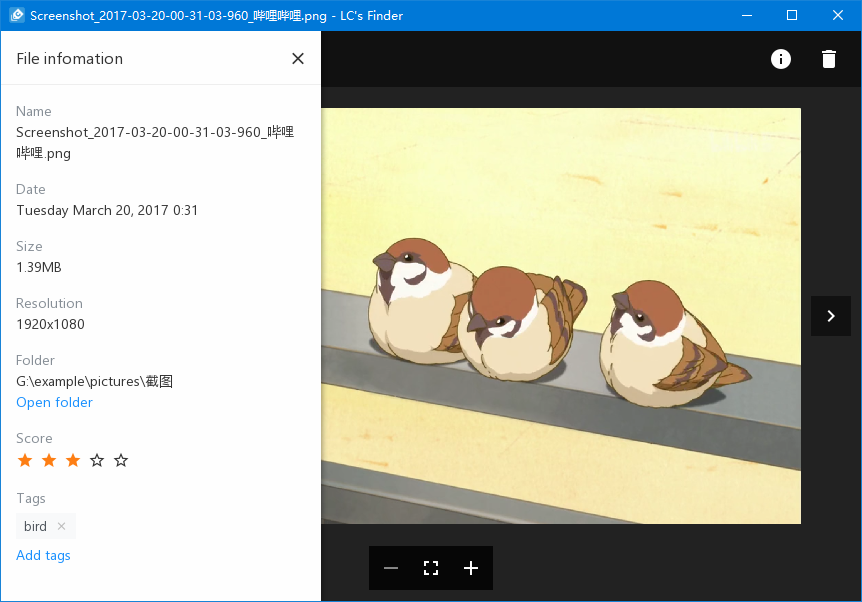 Screenshot_2017-03-20-00-31-03-960_哔哩哔哩.png - LC's Finder
File infomation
Name
Screenshot_2017-03-20-00-31-03-960_哔哩
哔哩.png
Date
Tuesday March 20, 2017 0:31
Size
1.39MB
Resolution
1920x1080
Folder
G:\example\pictures\截图
Open folder
Score
Tags
bird
Add tags